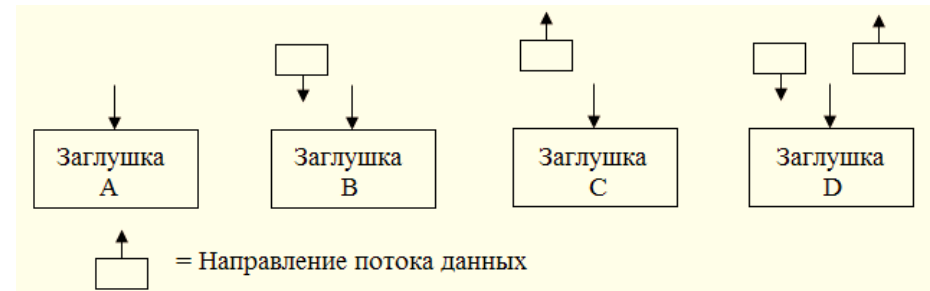 Заглушка
A
Заглушка
B
Заглушка
C
Заглушка
D
= Направление потока данных